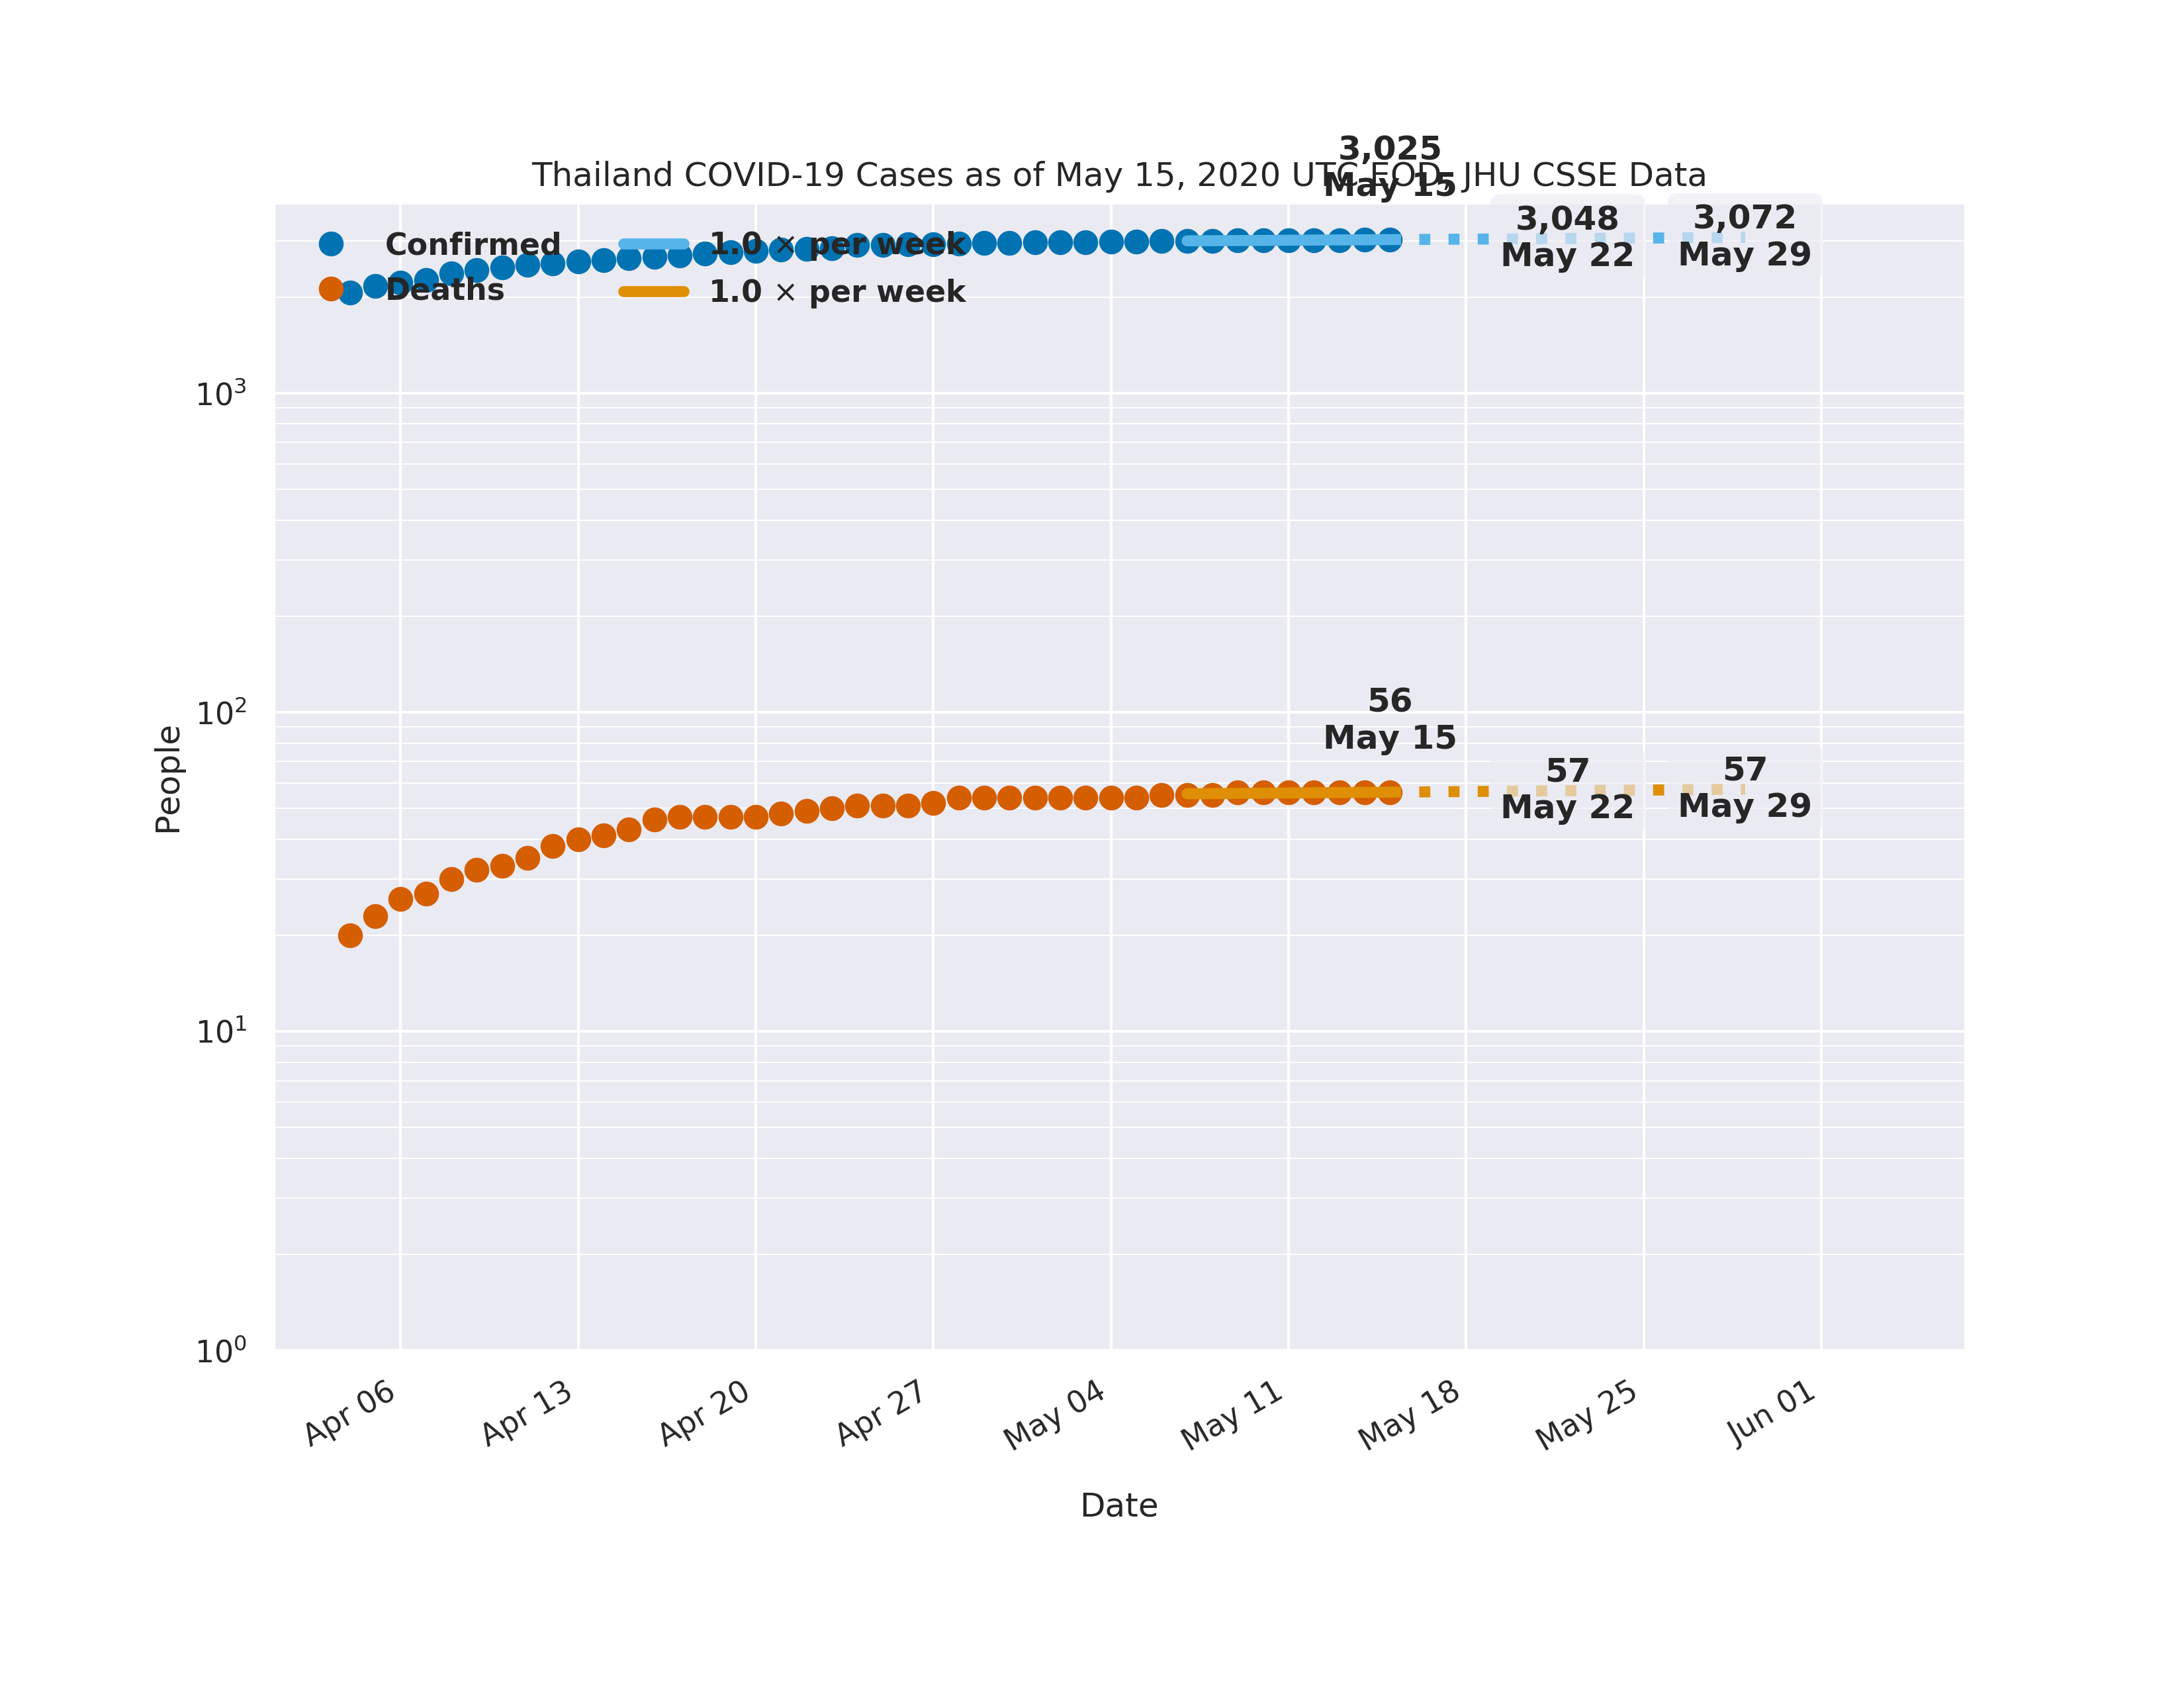 3,025
May 15
Thailand COVID-19 Cases as of May 15, 2020 UTC EOD, JHU CSSE Data
3,048
May 22
3,072
May 29
Confirmed
Deaths
1.0 × per week
1.0 × per week
10³
10²
10¹
10⁰
People
56
May 15
57
May 22
57
May 29
Apr 06
Apr 13
Apr 20
Apr 27
May 04
May 11
May 18
May 25
Jun 01
Date